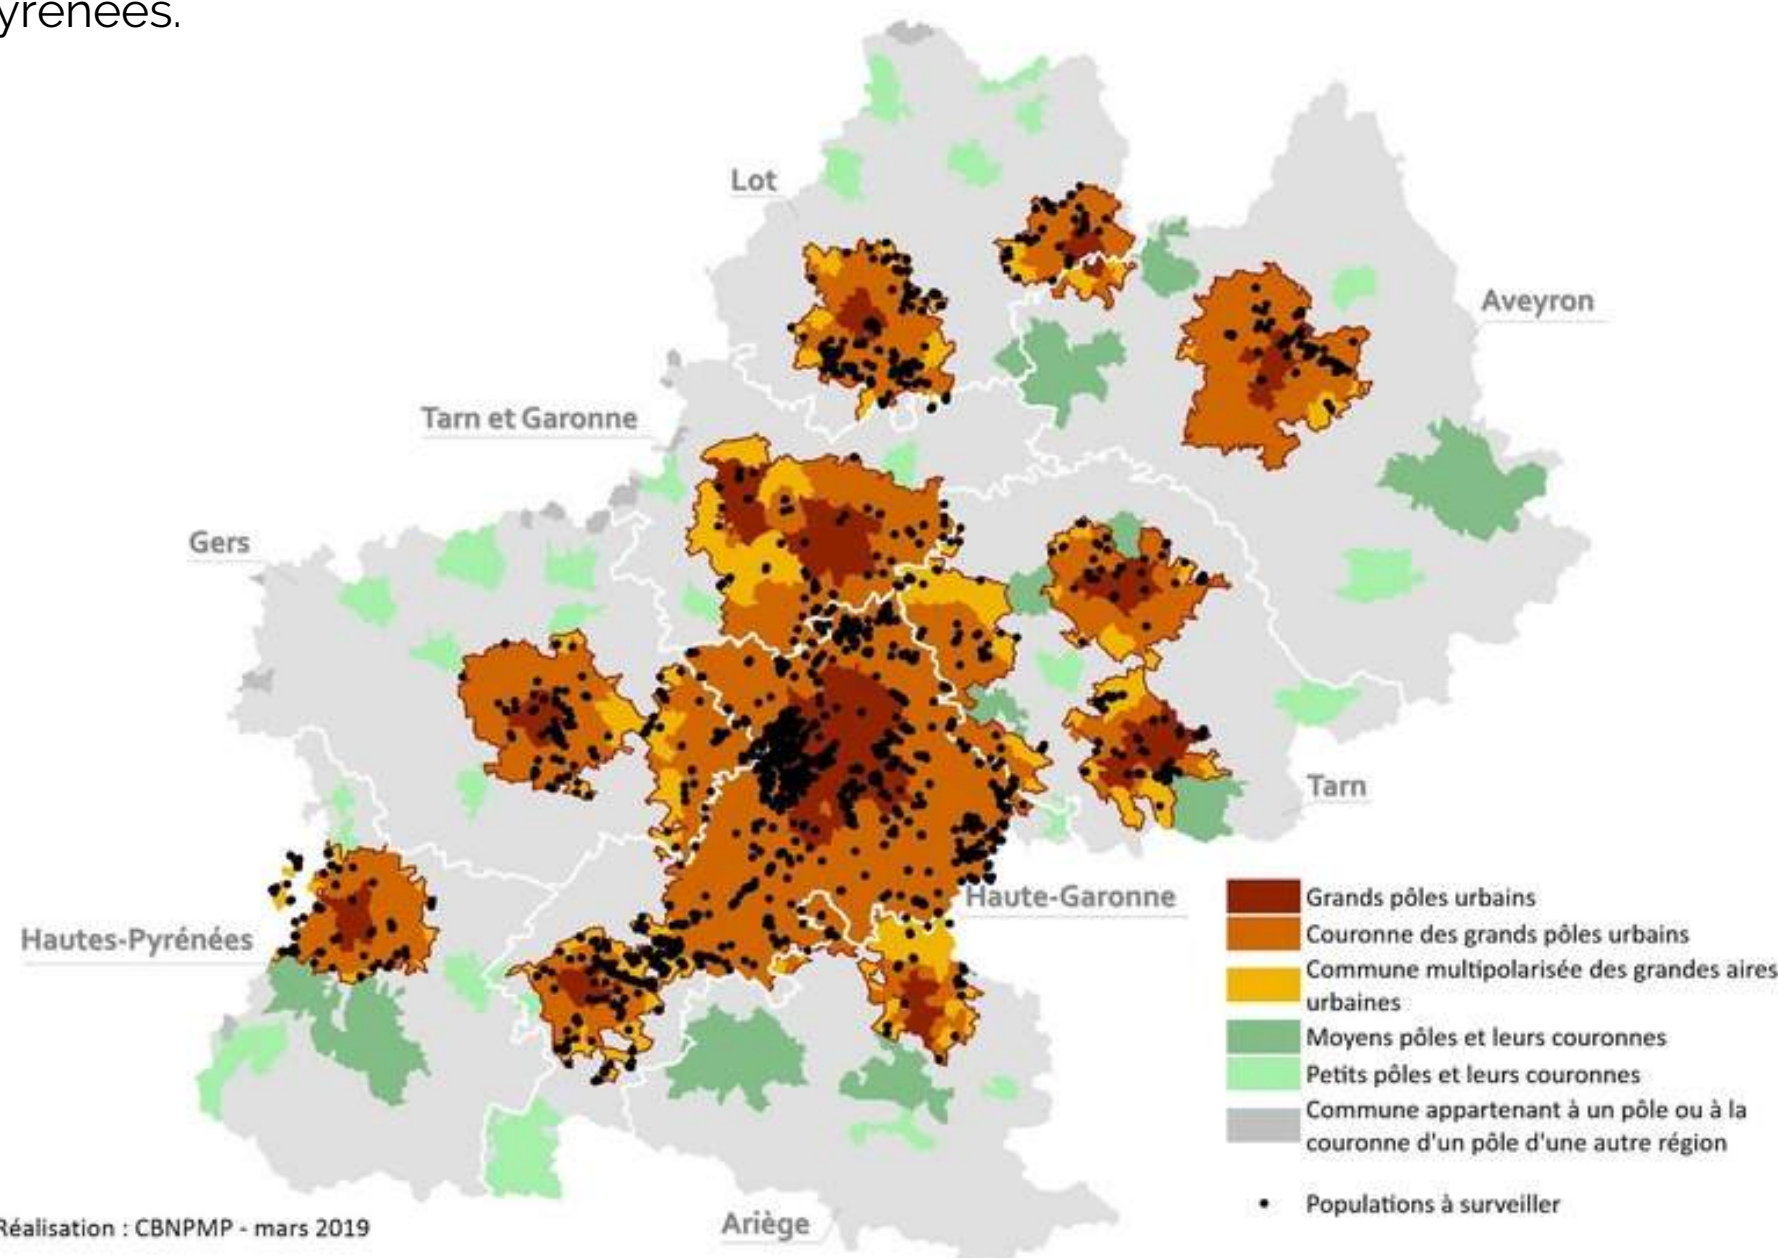 yrénées.
Lot
Aveyron
Tarn et Garonne
Gers
Tarn
Haute-Garonne
Hautes-Pyrénées
Ariège
Grands pôles urbains
Couronne des grands pôles urbains
Commune multipolarisée des grandes aires
urbaines
Moyens pôles et leurs couronnes
Petits pôles et leurs couronnes
Commune appartenant à un pôle ou à la
couronne d'un pôle d'une autre région
Populations à surveiller
Réalisation : CBNPMP - mars 2019